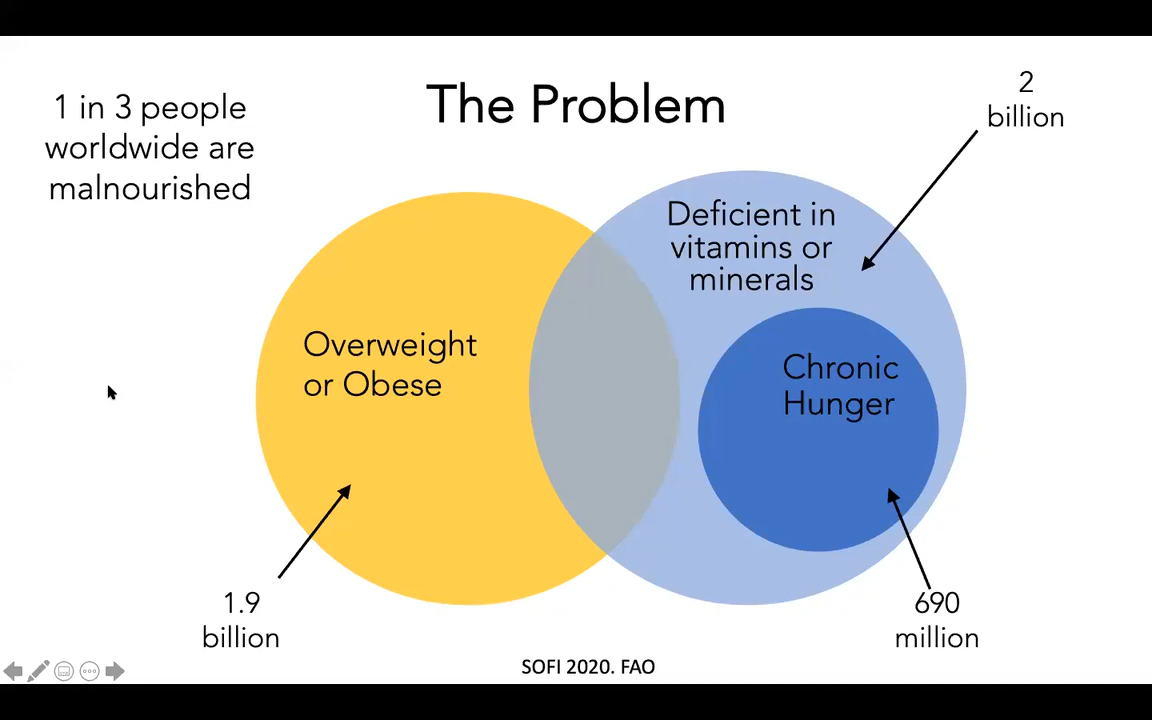 The Problem
1 in 3 people
worldwide are
malnourished
2
billion
Deficient in
vitamins or
minerals
Overweight
or Obese
Chronic
Hunger
1.9
billion
690
million
SOFI 2020. FAO